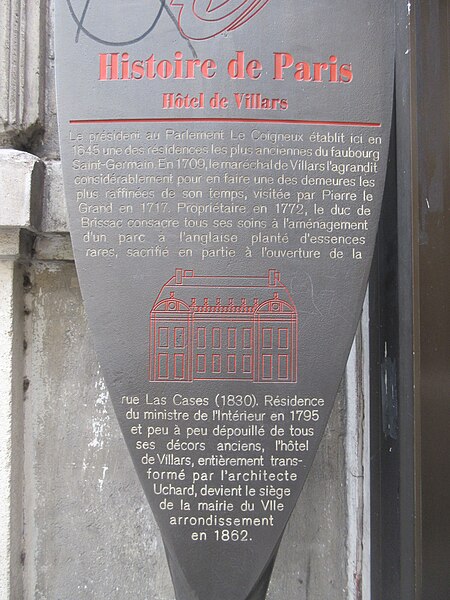 Histoire de Paris
Hôtel de Villars
Le président au Parlement Le Coigneux établit ici en
1645 une des résidences les plus anciennes du faubourg
Saint-Germain. En 1709, le maréchal de Villars l'agrandit
considérablement pour en faire une des demeures les
plus raffinées de son temps, visitée par Pierre le
Grand en 1717. Propriétaire en 1772, le duc de
Brissac consacre tous ses soins à l'aménagement
d'un parc à l'anglaise planté d'essences
rares, sacrifié en partie à l'ouverture de la
rue Las Cases (1830). Résidence
du ministre de l'Intérieur en 1795
et peu à peu dépouillé de tous
ses décors anciens, l'hôtel
de Villars, entièrement trans-
formé par l'architecte
Uchard, devient le siège
de la mairie du VIIe
arrondissement
en 1862.